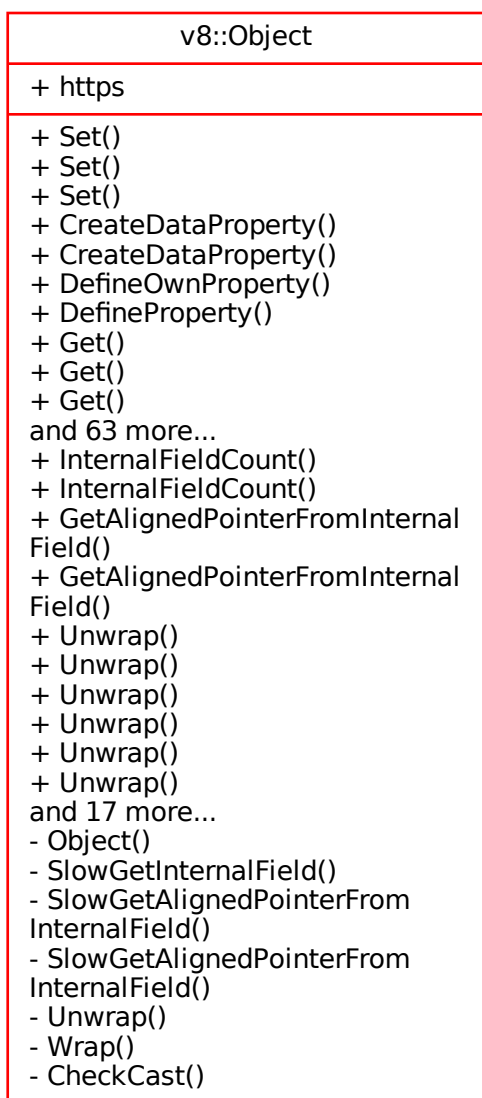 v8::Object
+ https
+ Set()
+ Set()
+ Set()
+ CreateDataProperty()
+ CreateDataProperty()
+ DefineOwnProperty()
+ DefineProperty()
+ Get()
+ Get()
+ Get()
and 63 more...
+ InternalFieldCount()
+ InternalFieldCount()
+ GetAlignedPointerFromInternal
Field()
+ GetAlignedPointerFromInternal
Field()
+ Unwrap()
+ Unwrap()
+ Unwrap()
+ Unwrap()
+ Unwrap()
+ Unwrap()
and 17 more...
- Object()
- SlowGetInternalField()
- SlowGetAlignedPointerFrom
InternalField()
- SlowGetAlignedPointerFrom
InternalField()
- Unwrap()
- Wrap()
- CheckCast()